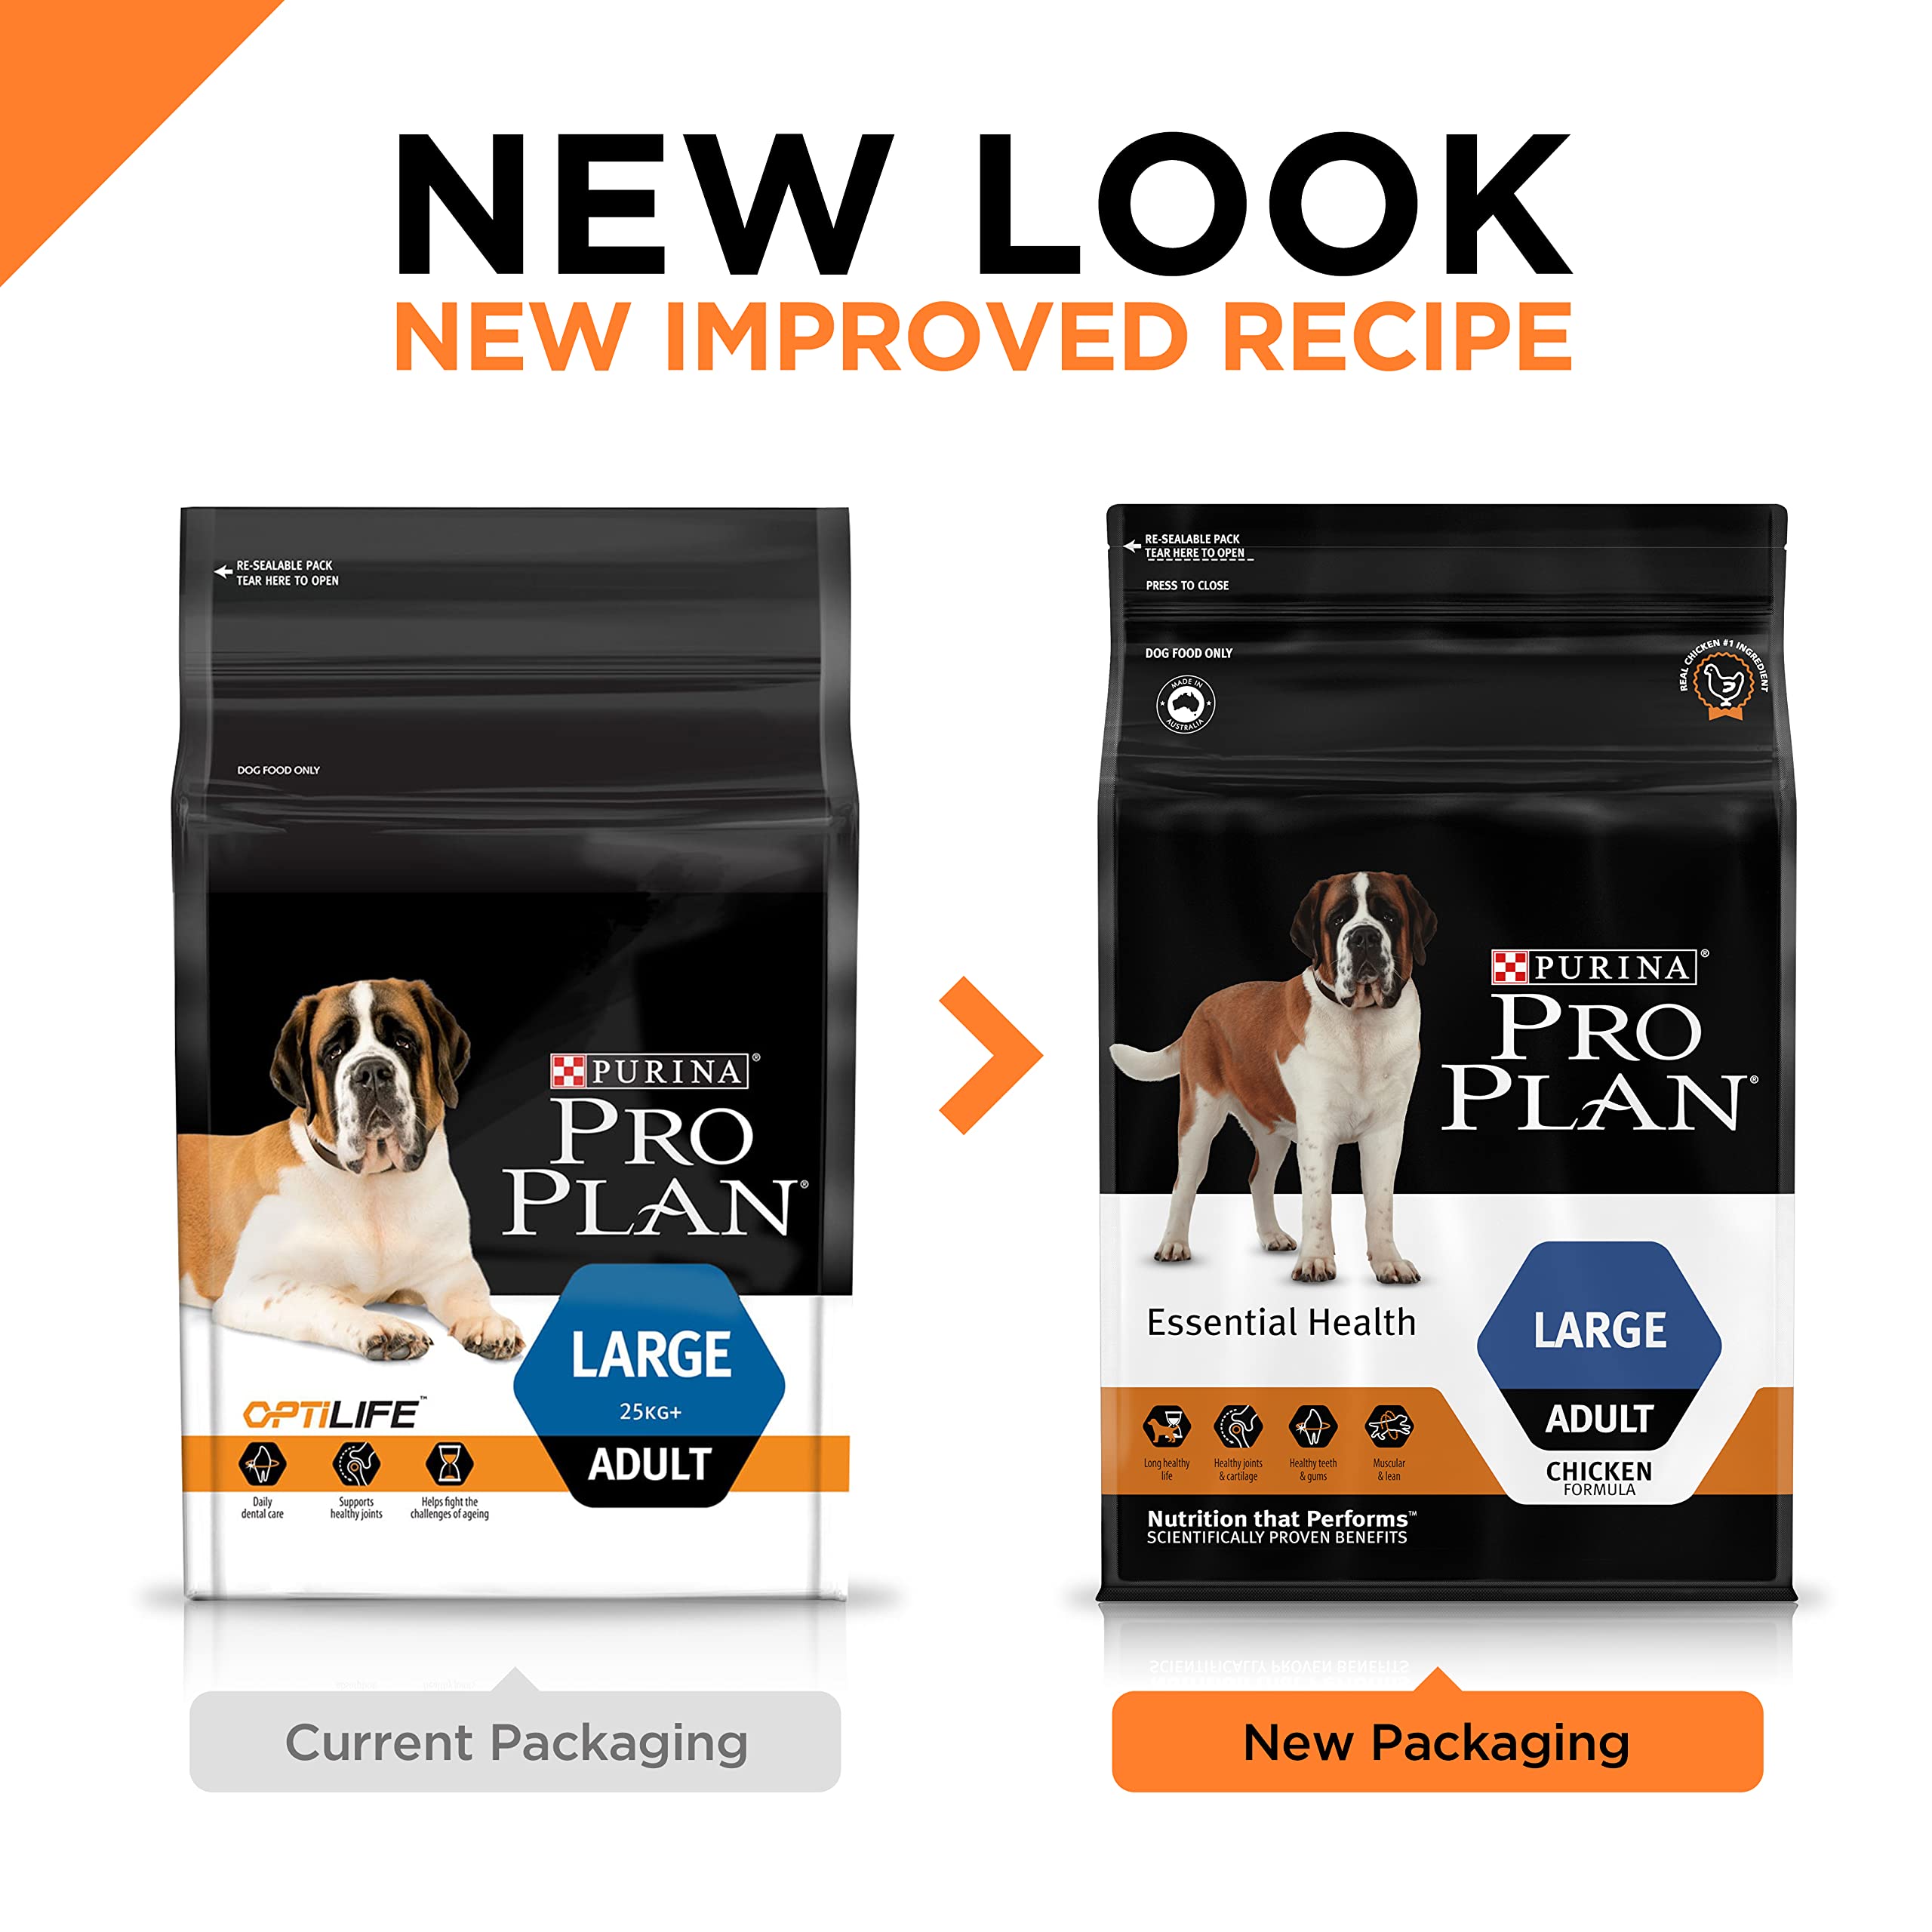 NEW LOOK
NEW IMPROVED RECIPE
RE-SEALABLE PACK
TEAR HERE TO OPEN
DOG FOOD ONLY
PURINA®
PRO
PLAN®
LARGE
25KG+
ADULT
OPTILIFE™
Daily
dental care
Supports
healthy joints
Helps fight the
challenges of ageing
Current Packaging
RE-SEALABLE PACK
TEAR HERE TO OPEN
PRESS TO CLOSE
DOG FOOD ONLY
MADE IN
AUSTRALIA
REAL CHICKEN #1 INGREDIENT
PURINA®
PRO
PLAN®
Essential Health
LARGE
ADULT
CHICKEN
FORMULA
Long healthy
life
Healthy joints
& cartilage
Healthy teeth
& gums
Muscular
& lean
Nutrition that Performs™
SCIENTIFICALLY PROVEN BENEFITS
New Packaging